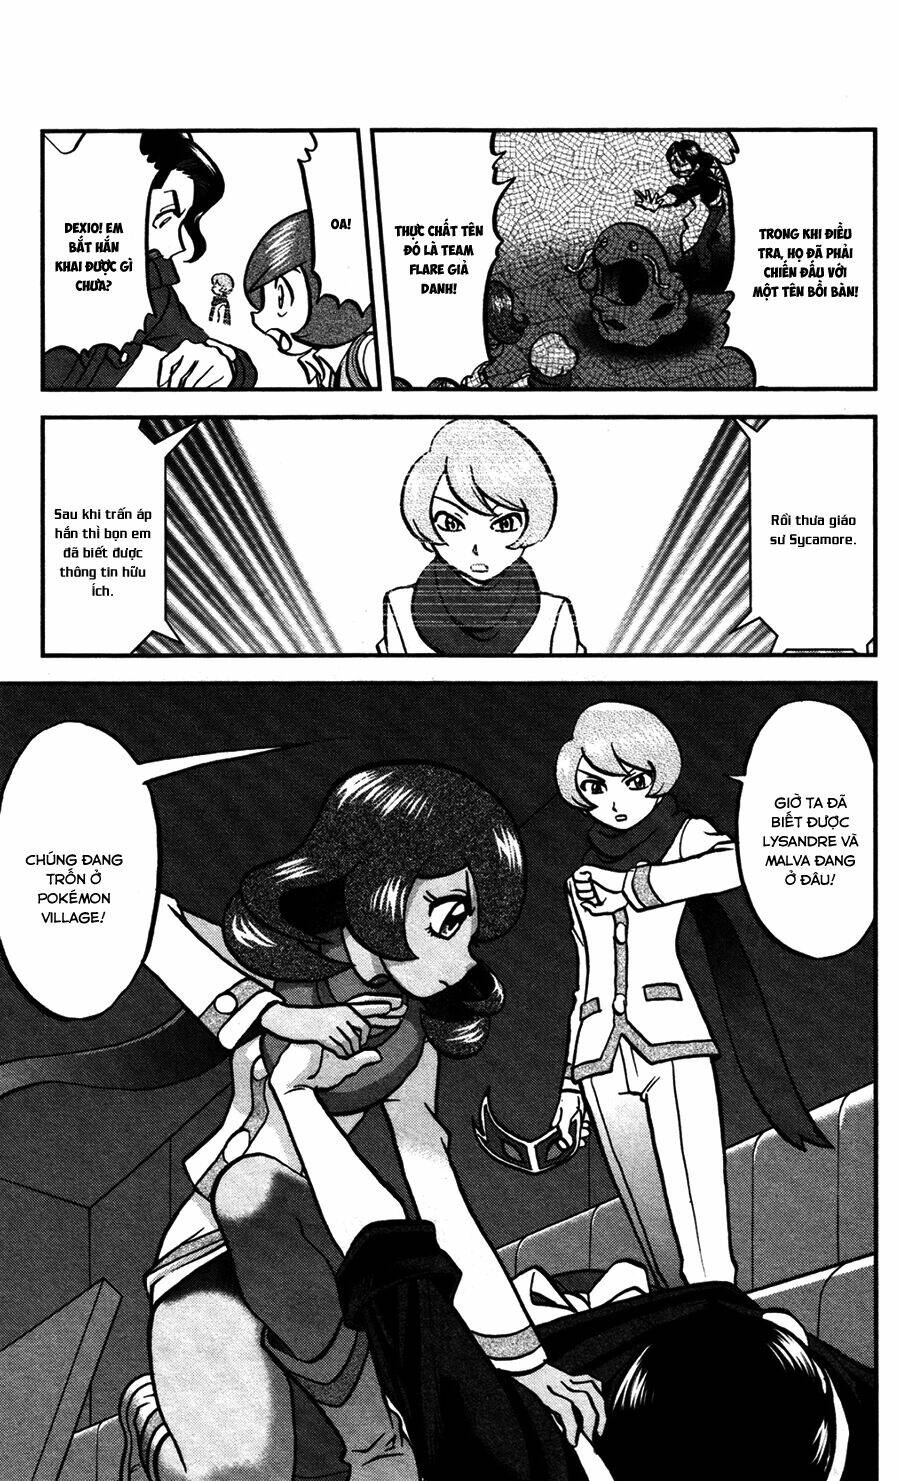 TRONG KHI ĐIỀU
TRA, HỌ ĐÃ PHẢI
CHIẾN ĐẤU VỚI
MỘT TÊN BỒI BÀN!
THỰC CHẤT TÊN
ĐÓ LÀ TEAM
FLARE GIẢ
DANH!
OA!
DEXIO! EM
BẮT HẮN
KHAI ĐƯỢC GÌ
CHƯA?
Rồi thưa giáo
sư Sycamore.
Sau khi trấn áp
hắn thì bọn em
đã biết được
thông tin hữu
ích.
GIỜ TA ĐÃ
BIẾT ĐƯỢC
LYSANDRE VÀ
MALVA ĐANG
Ở ĐÂU!
CHÚNG ĐANG
TRỐN Ở
POKÉMON
VILLAGE!